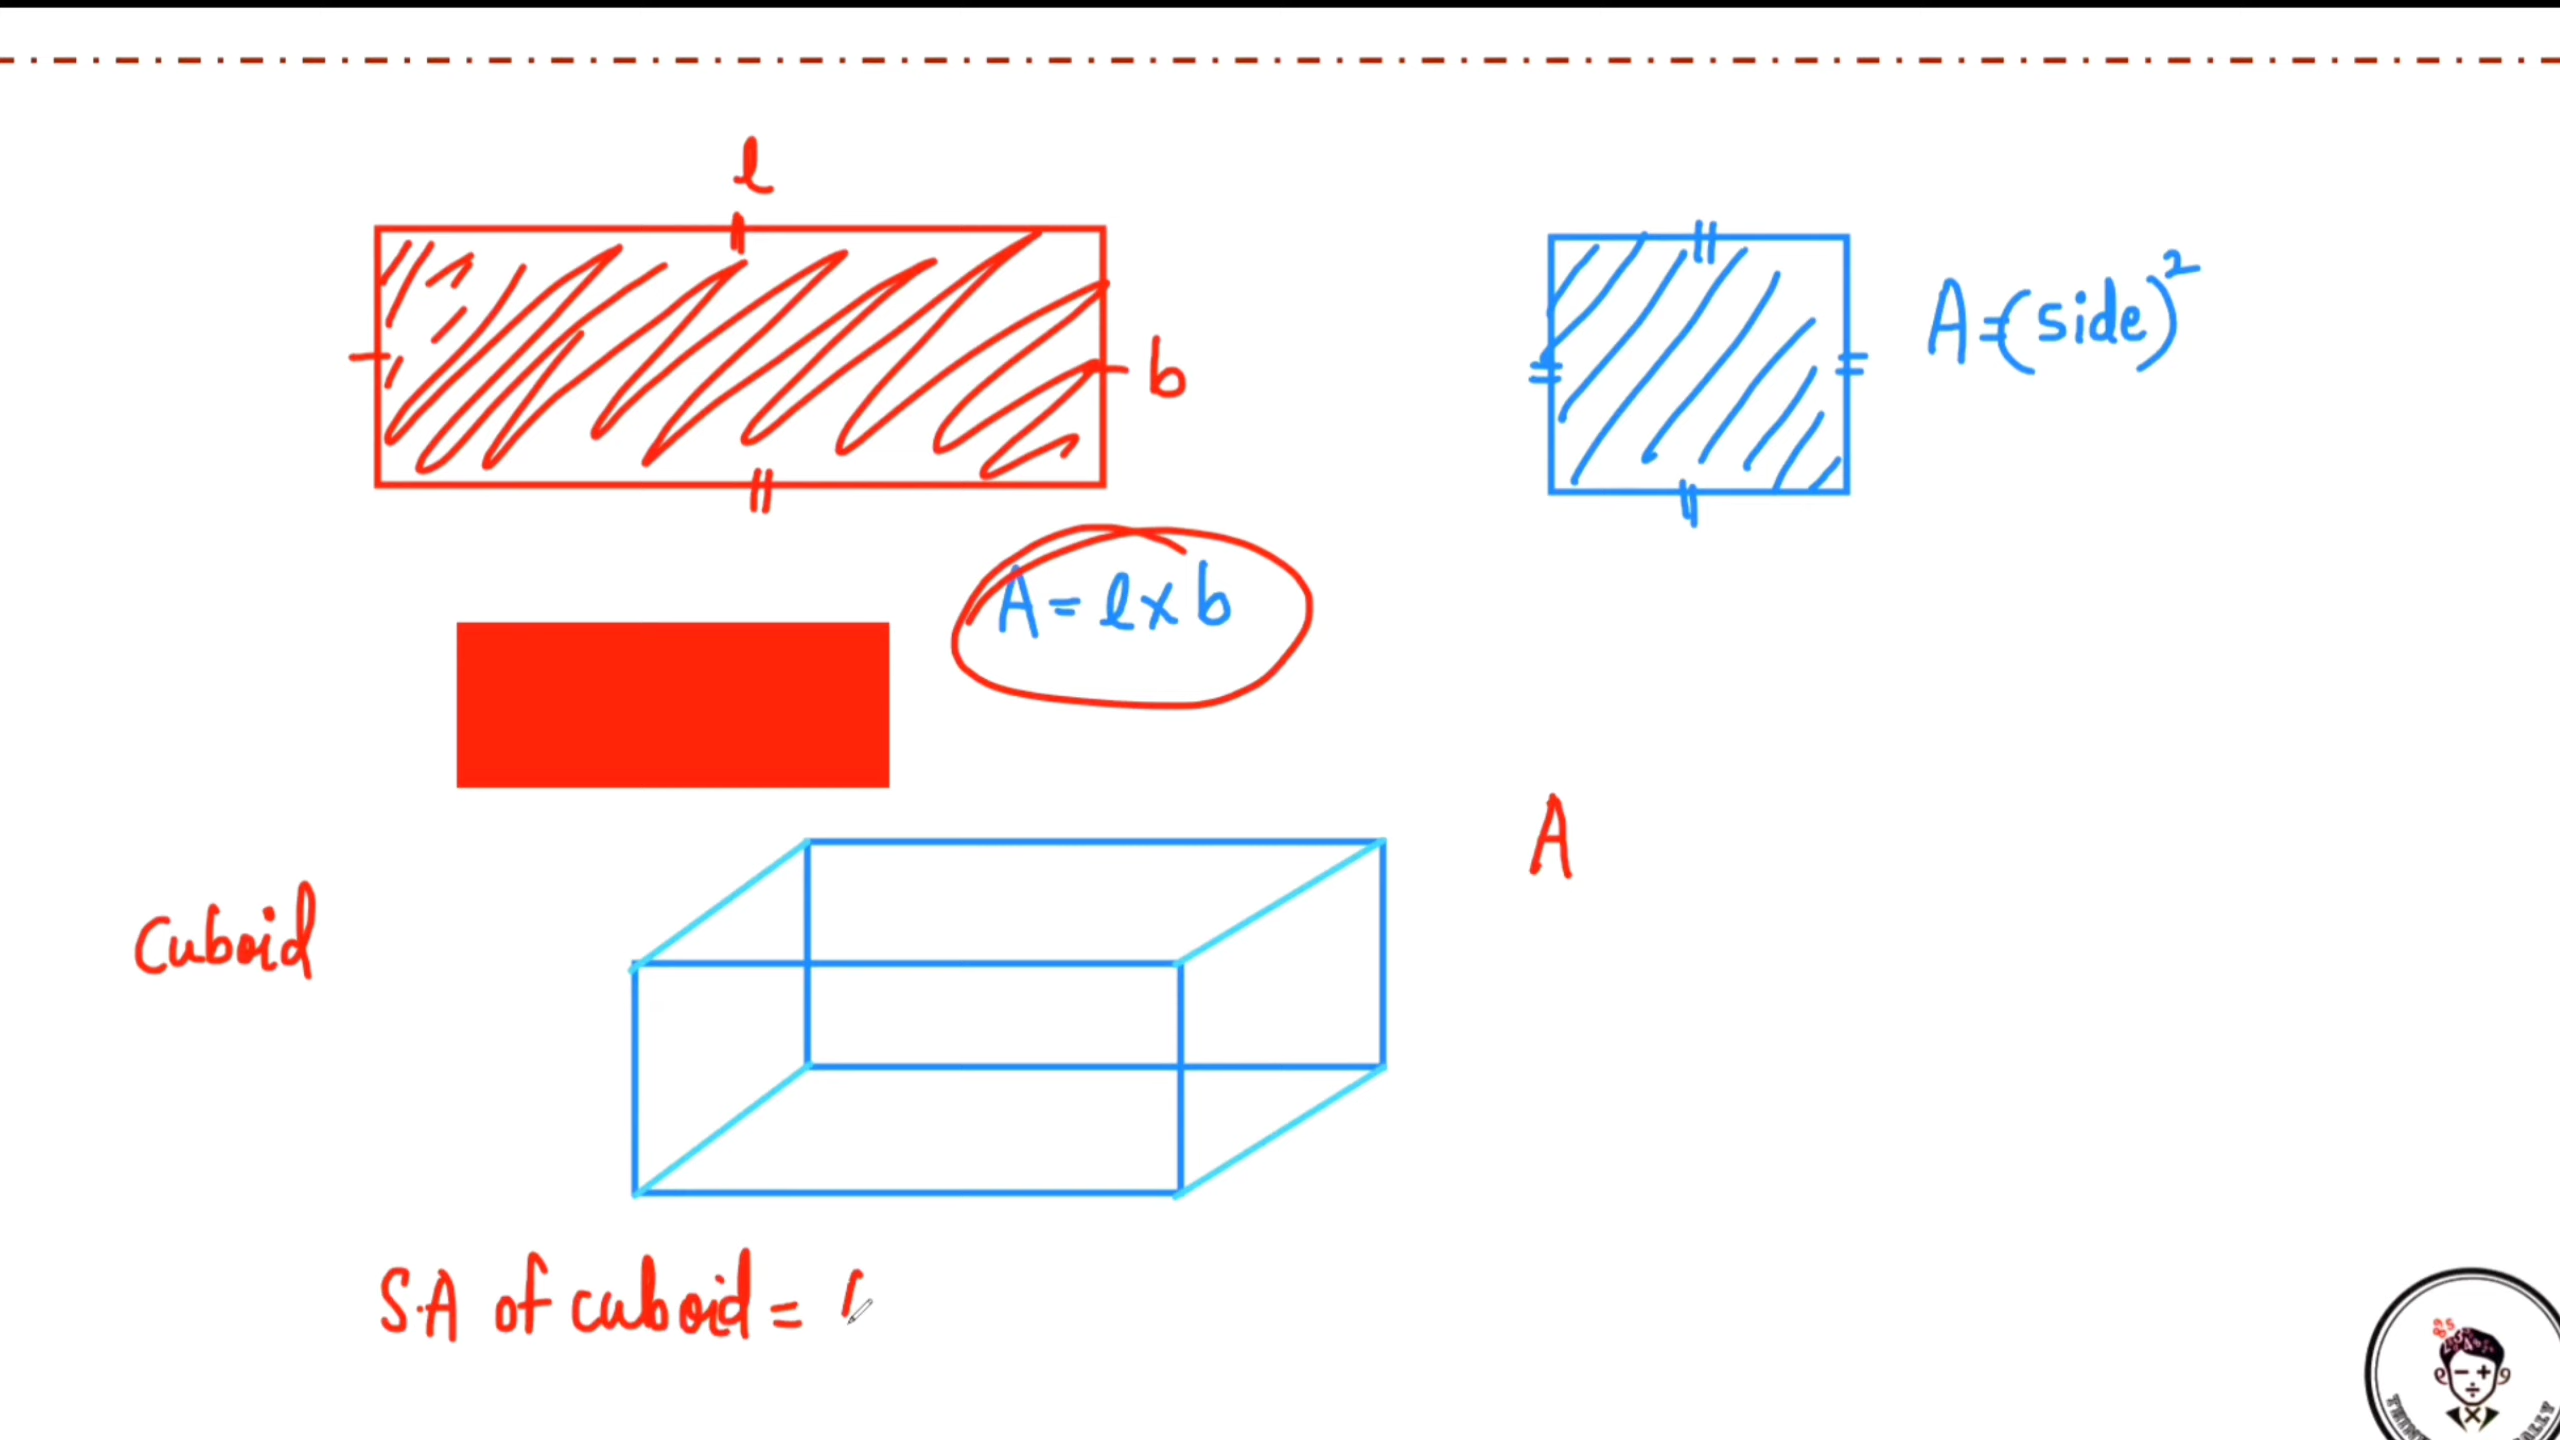 l
b
A=(side)²
A = l x b
A
Cuboid
S.A of cuboid =